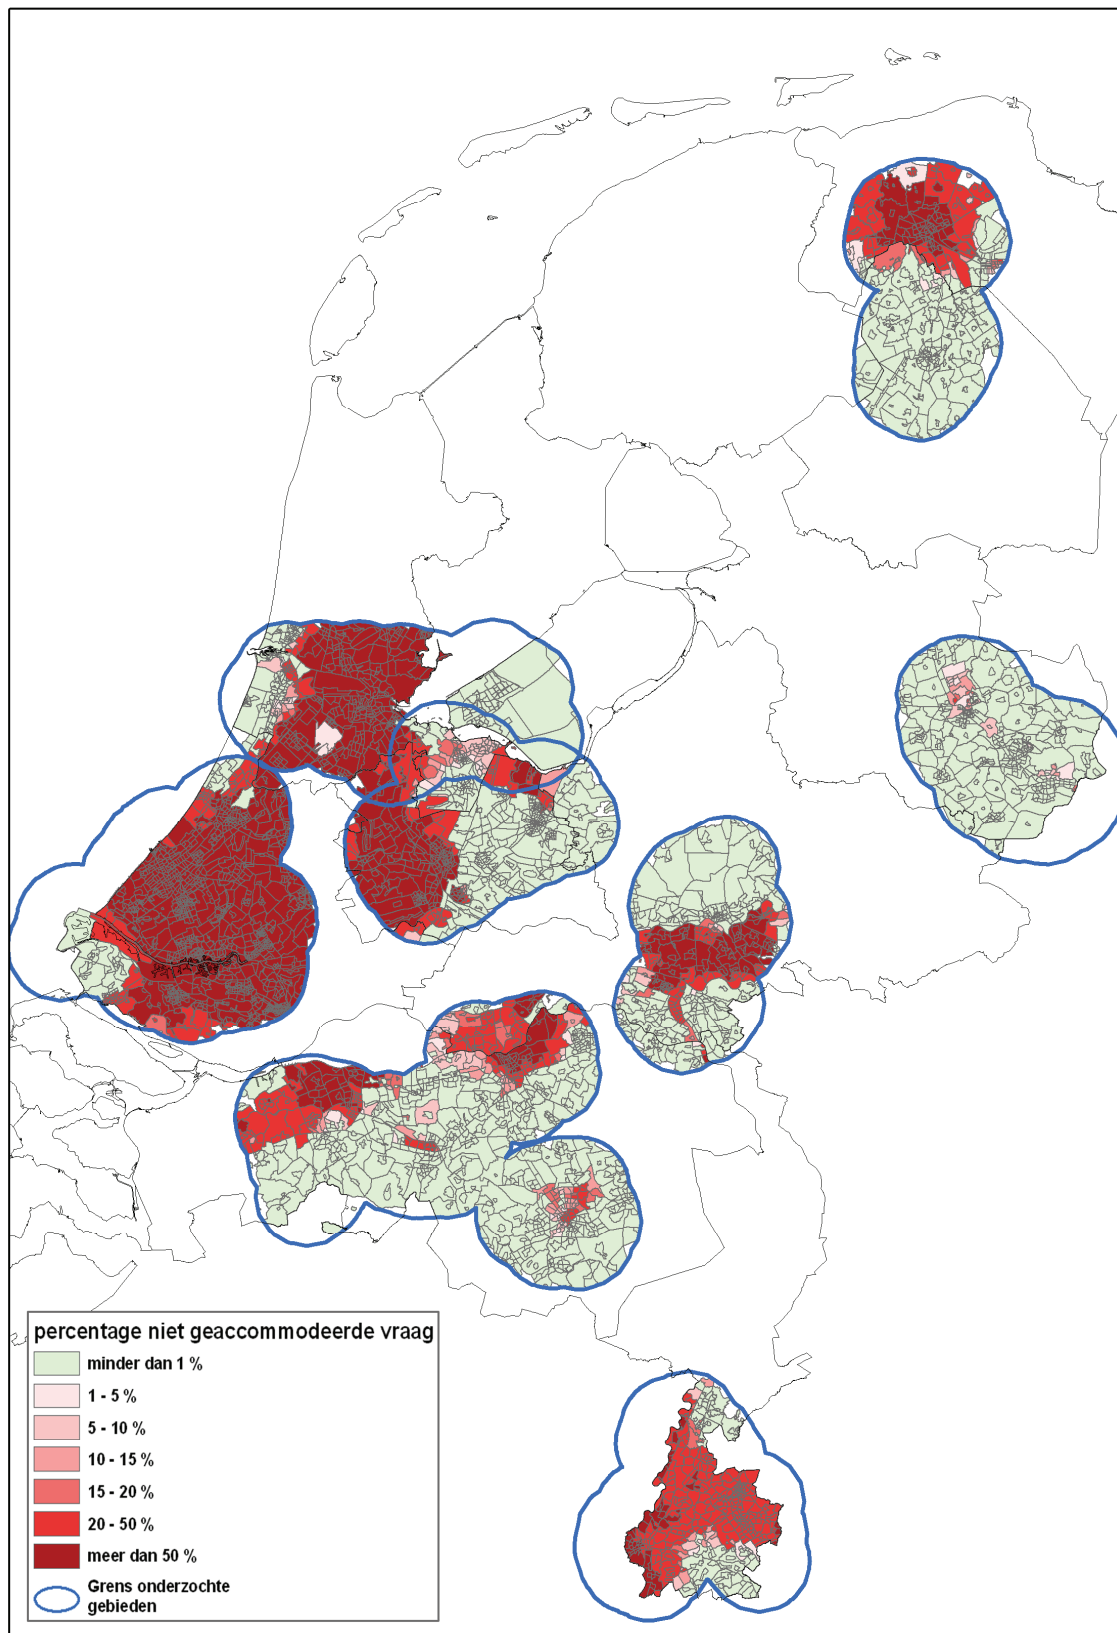 percentage niet geaccommodeerde vraag
minder dan 1 %
1 - 5 %
5 - 10 %
10 - 15 %
15 - 20 %
20 - 50 %
meer dan 50 %
Grens onderzochte
gebieden